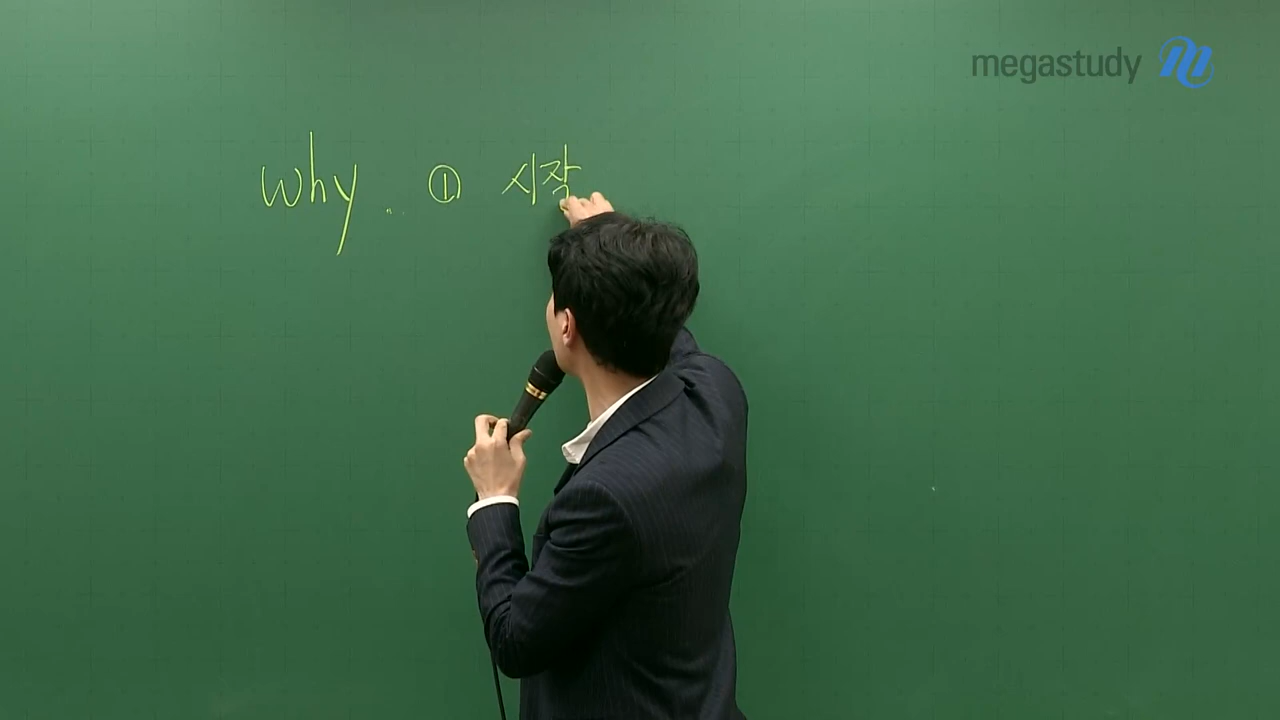 megastudy
why. ① 시작